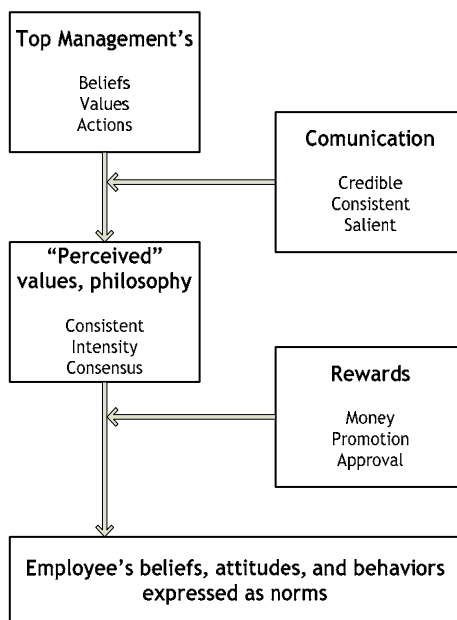 Top Management's
Beliefs
Values
Actions
Comunication
Credible
Consistent
Salient
“Perceived”
values, philosophy
Consistent
Intensity
Consensus
Rewards
Money
Promotion
Approval
Employee's beliefs, attitudes, and behaviors
expressed as norms